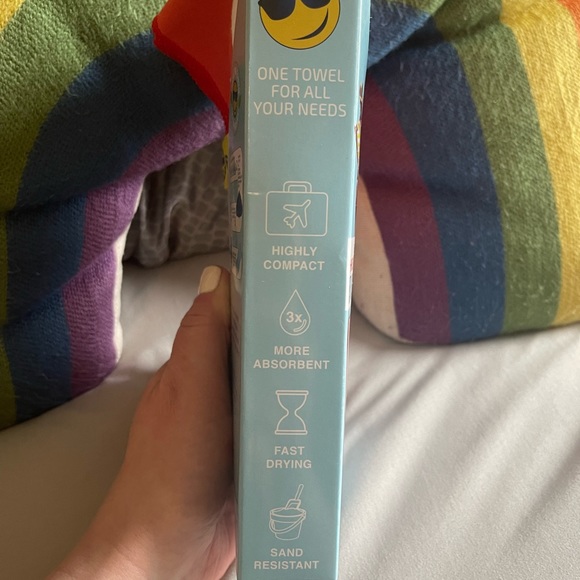 ONE TOWEL
FOR ALL
YOUR NEEDS
HIGHLY
COMPACT
3x
MORE
ABSORBENT
FAST
DRYING
SAND
RESISTANT